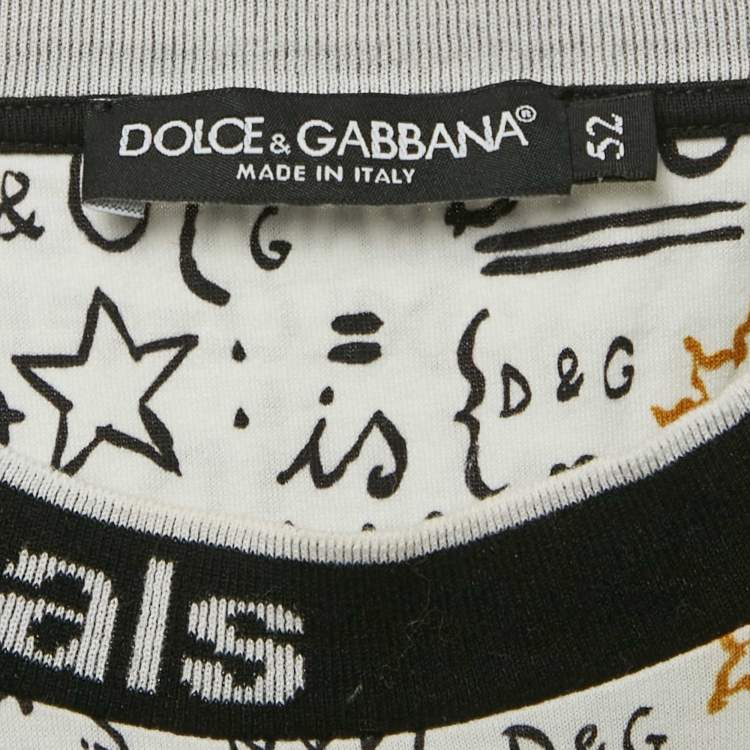 DOLCE & GABBANA®
MADE IN ITALY
52
&
G
is
D & G
als
D&G